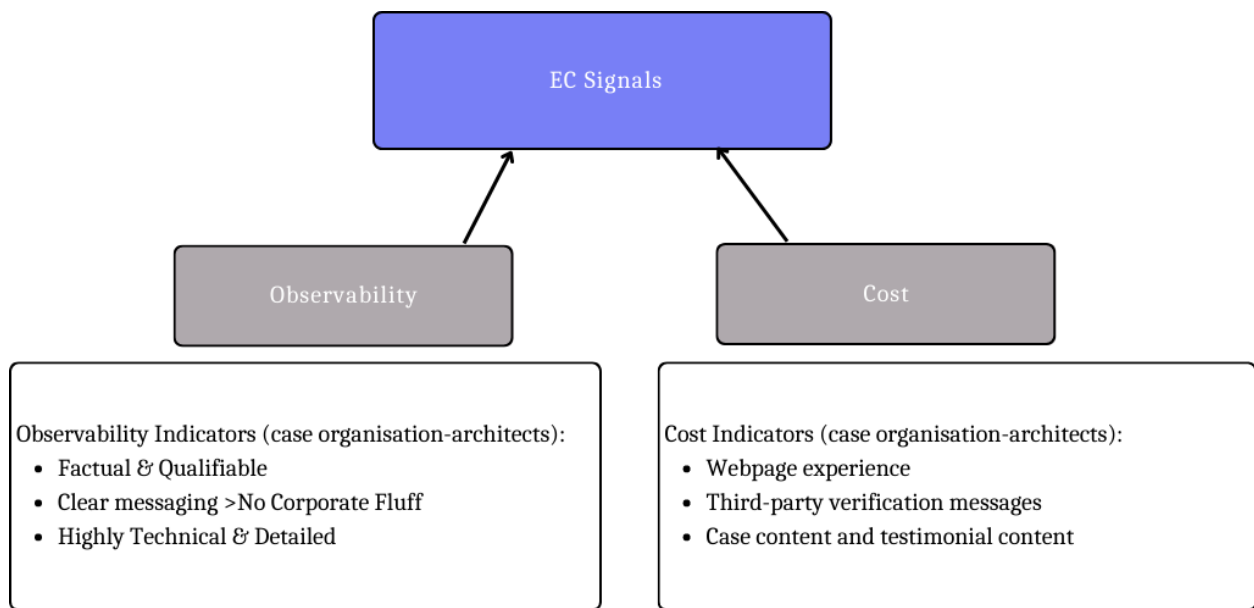 EC Signals
Observability
Cost
Observability Indicators (case organisation-architects):
• Factual & Qualifiable
• Clear messaging >No Corporate Fluff
• Highly Technical & Detailed
Cost Indicators (case organisation-architects):
• Webpage experience
• Third-party verification messages
• Case content and testimonial content